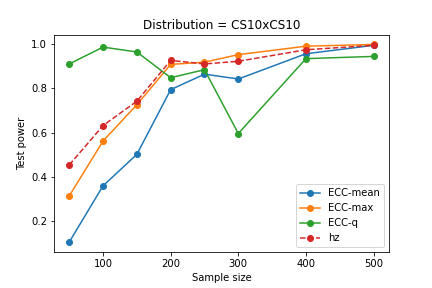 Distribution = CS10xCS10
1.0
0.8
0.6
0.4
0.2
Test power
100
200
300
400
500
Sample size
ECC-mean
ECC-max
ECC-q
hz